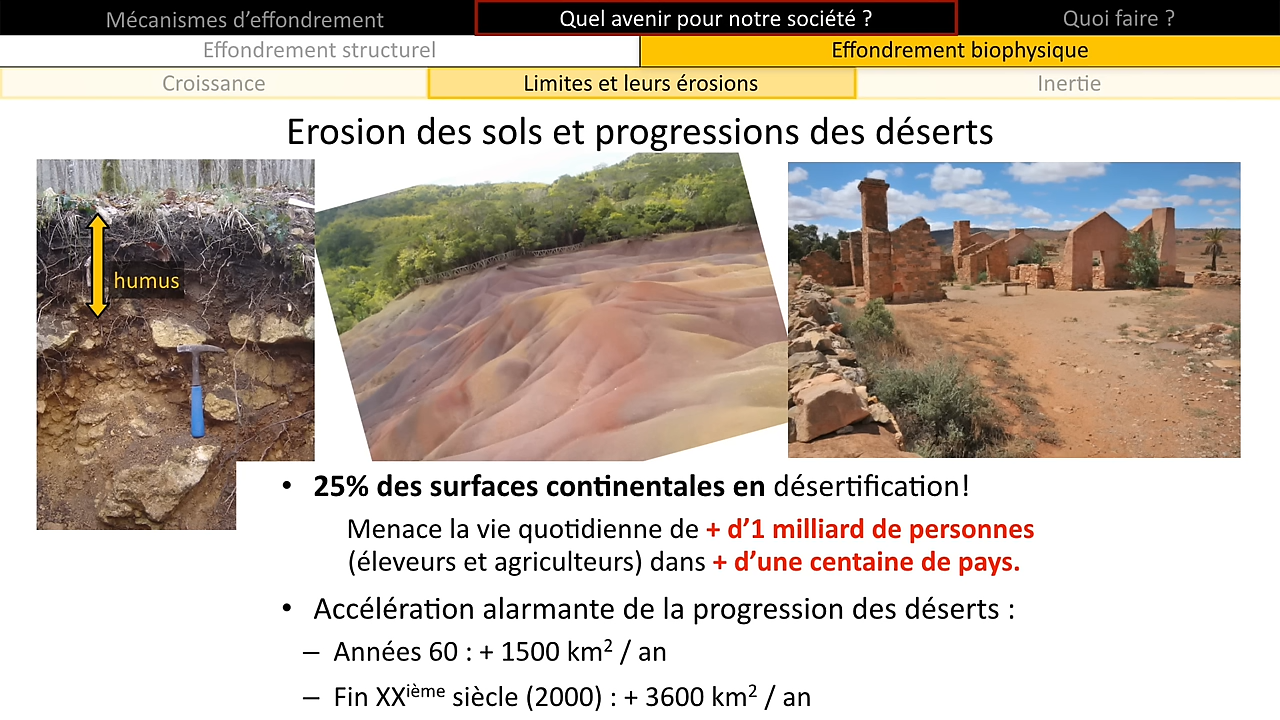 Mécanismes d’effondrement
Quel avenir pour notre société ?
Quoi faire ?
Effondrement structurel
Effondrement biophysique
Croissance
Limites et leurs érosions
Inertie
Erosion des sols et progressions des déserts
humus
• 25% des surfaces continentales en désertification!
Menace la vie quotidienne de + d’1 milliard de personnes
(éleveurs et agriculteurs) dans + d’une centaine de pays.
• Accélération alarmante de la progression des déserts :
– Années 60 : + 1500 km² / an
– Fin XXième siècle (2000) : + 3600 km² / an